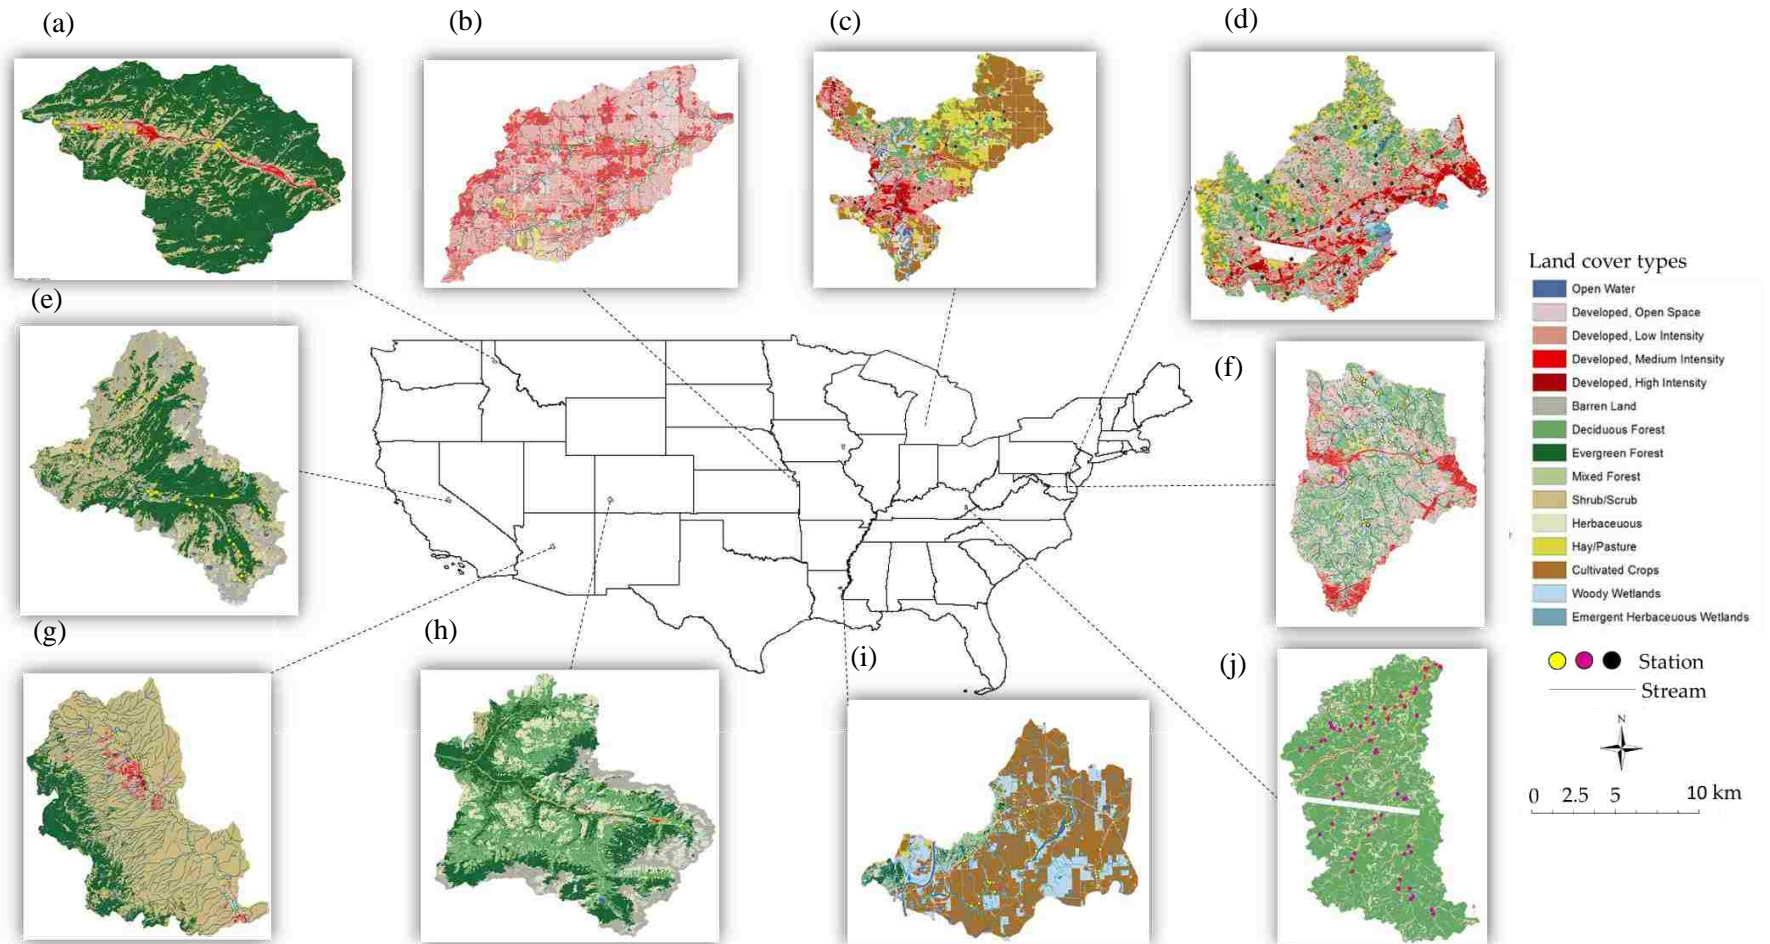 (a)
(b)
(c)
(d)
(e)
(f)
(g)
(h)
(i)
(j)
Land cover types
Open Water
Developed, Open Space
Developed, Low Intensity
Developed, Medium Intensity
Developed, High Intensity
Barren Land
Deciduous Forest
Evergreen Forest
Mixed Forest
Shrub/Scrub
Herbaceuous
Hay/Pasture
Cultivated Crops
Woody Wetlands
Emergent Herbaceuous Wetlands
Station
Stream
N
0 2.5 5 10 km